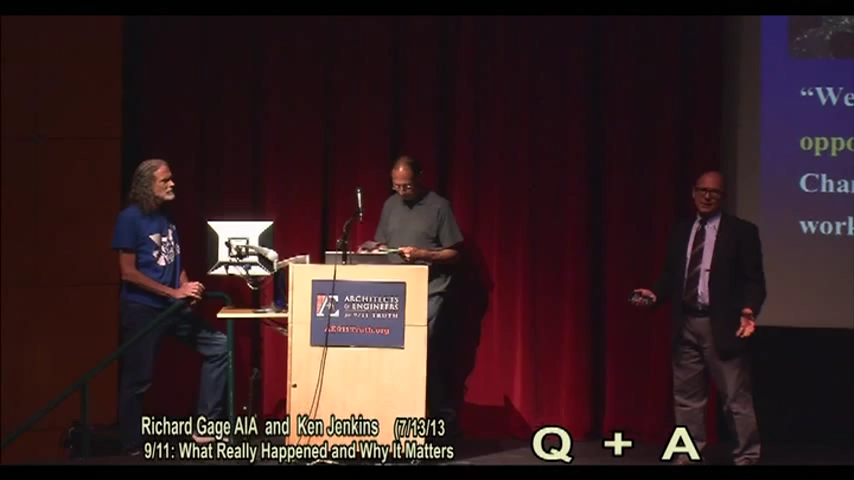 “We
oppo
Char
work
ARCHITECTS
& ENGINEERS
for 9/11 TRUTH
AE911Truth.org
Richard Gage AIA and Ken Jenkins (7/13/13
9/11: What Really Happened and Why It Matters
Q + A